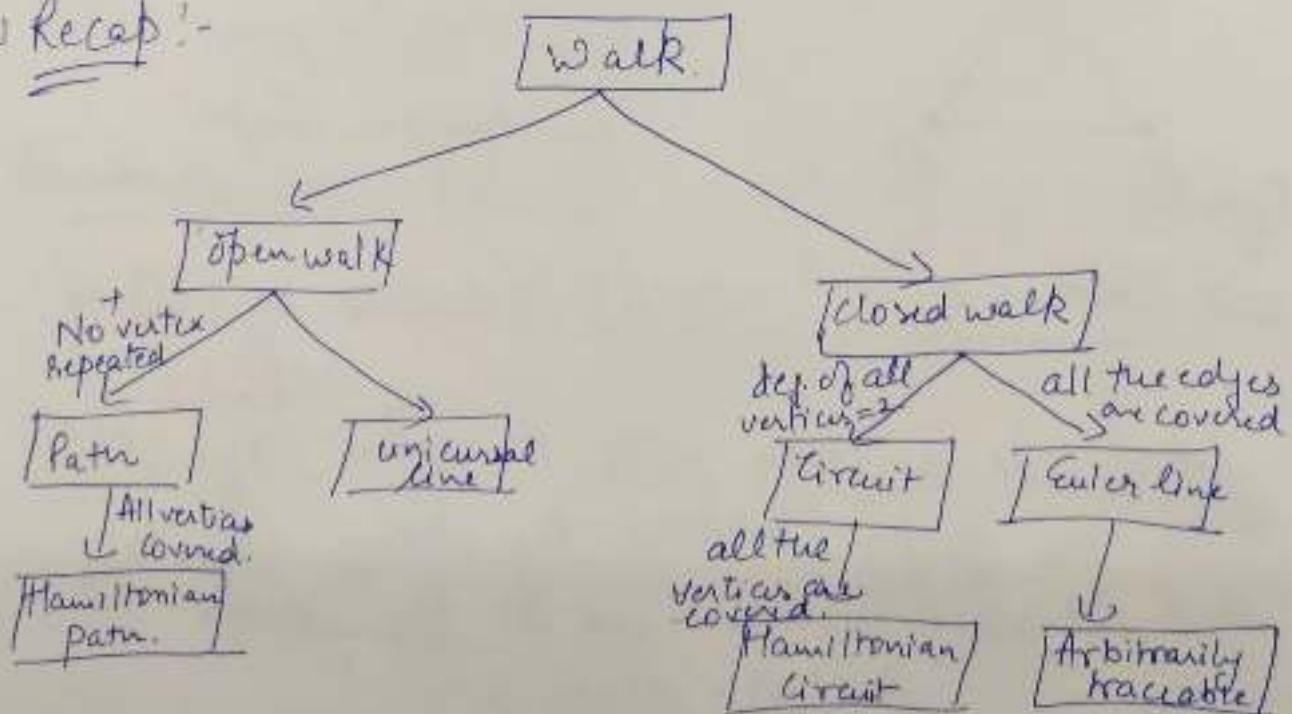 Recap :-
Walk.
open walk
closed walk
+
No vertex
repeated
deg. of all
vertices = 2
all the edges
are covered
Path
unicursal
line
Circuit
Euler line
All vertices
covered.
all the
vertices are
covered.
Hamiltonian
path.
Hamiltonian
Circuit
Arbitrarily
traceable